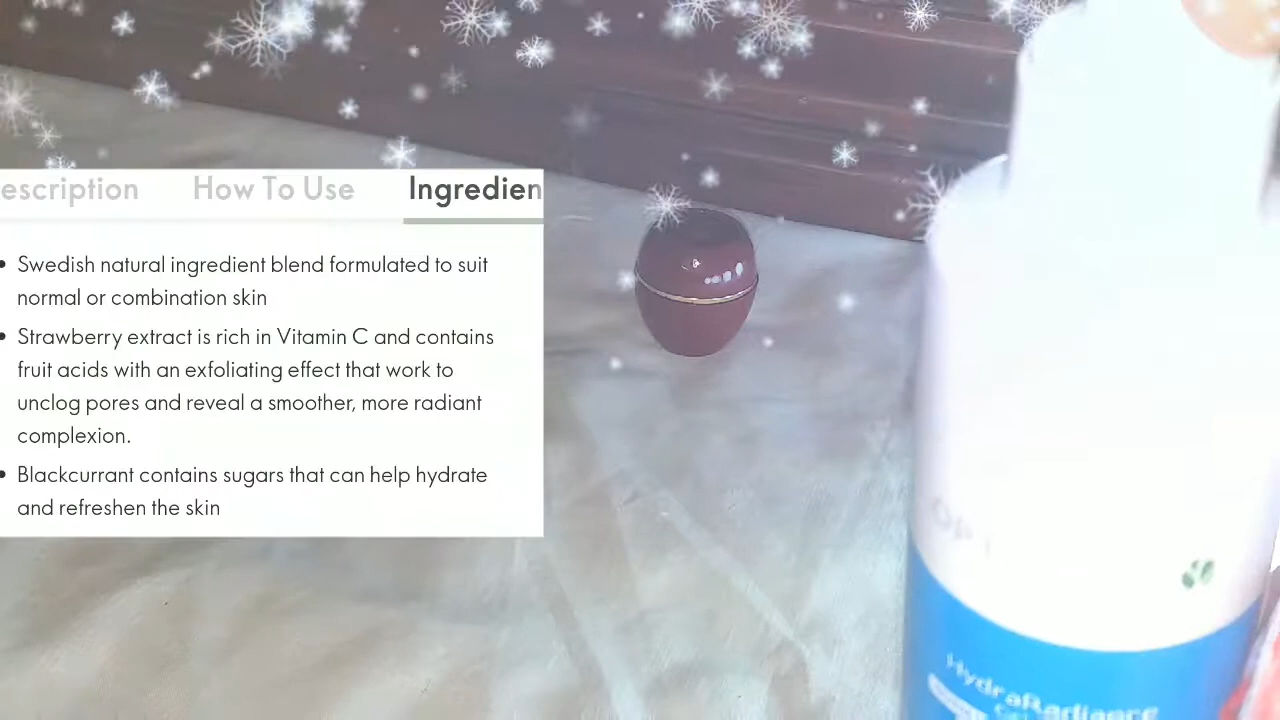 escription How To Use Ingredien
• Swedish natural ingredient blend formulated to suit
normal or combination skin
• Strawberry extract is rich in Vitamin C and contains
fruit acids with an exfoliating effect that work to
unclog pores and reveal a smoother, more radiant
complexion.
• Blackcurrant contains sugars that can help hydrate
and refreshen the skin
HydraRadiance